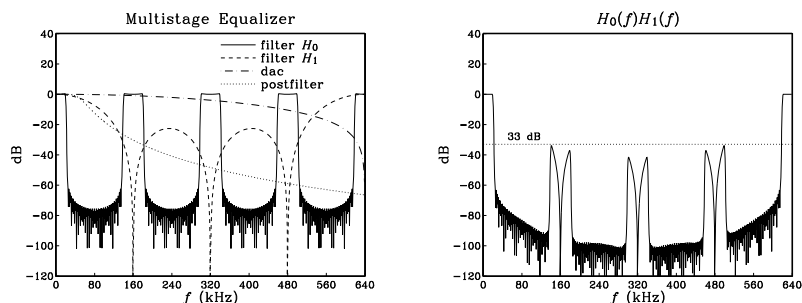 Multistage Equalizer
40
20
0
−20
−40
−60
−80
−100
−120
dB
filter H0
filter H1
dac
postfilter
0 80 160 240 320 400 480 560 640
f (kHz)
H0(f)H1(f)
40
20
0
−20
−40
−60
−80
−100
−120
dB
33 dB
0 80 160 240 320 400 480 560 640
f (kHz)